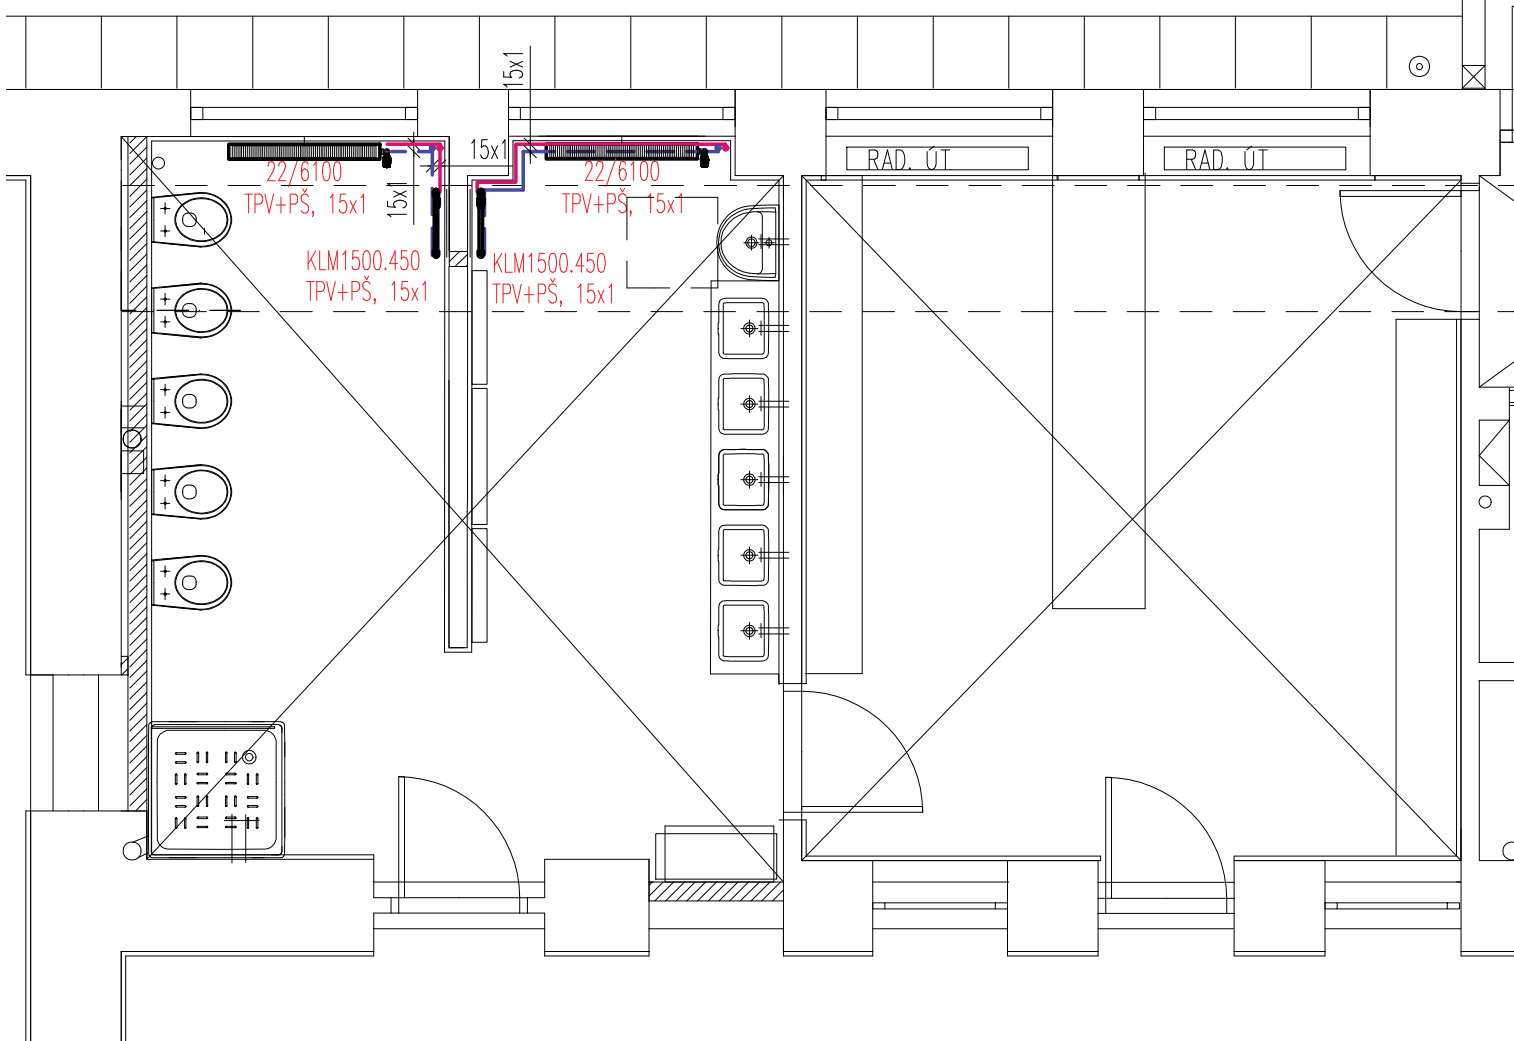 15x1
15x1
RAD. ÚT
RAD. ÚT
22/6100
TPV+PŠ, 15x1
15x1
22/6100
TPV+PŠ, 15x1
KLM1500.450
TPV+PŠ, 15x1
KLM1500.450
TPV+PŠ, 15x1